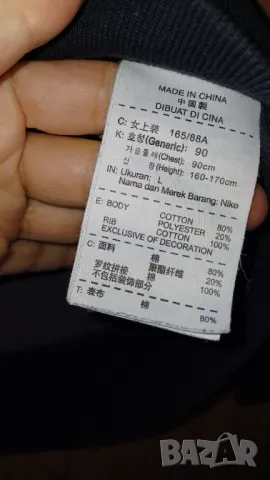 MADE IN CHINA
中國製
DIBUAT DI CINA
C: 女上装 165/88A
K: 호칭(Generic): 90
가슴둘레(Chest): 90cm
신 장(Height): 160-170cm
IN: Ukuran: L
Nama dan Merek Barang: Nike
E: BODY COTTON 80%
POLYESTER 20%
RIB COTTON 100%
EXCLUSIVE OF DECORATION
C: 面料 棉 80%
聚酯纤维 20%
罗纹拼接 棉 100%
不包括装饰部分
T: 表布
棉 80%
BAZAR